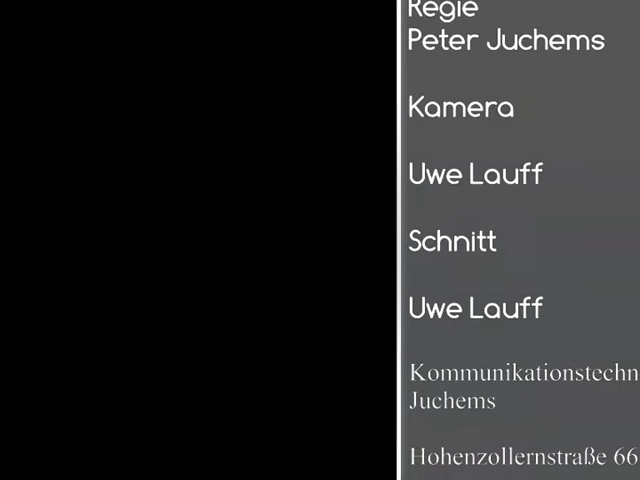 Regie
Peter Juchems
Kamera
Uwe Lauff
Schnitt
Uwe Lauff
Kommunikationstechn
Juchems
Hohenzollernstraße 66